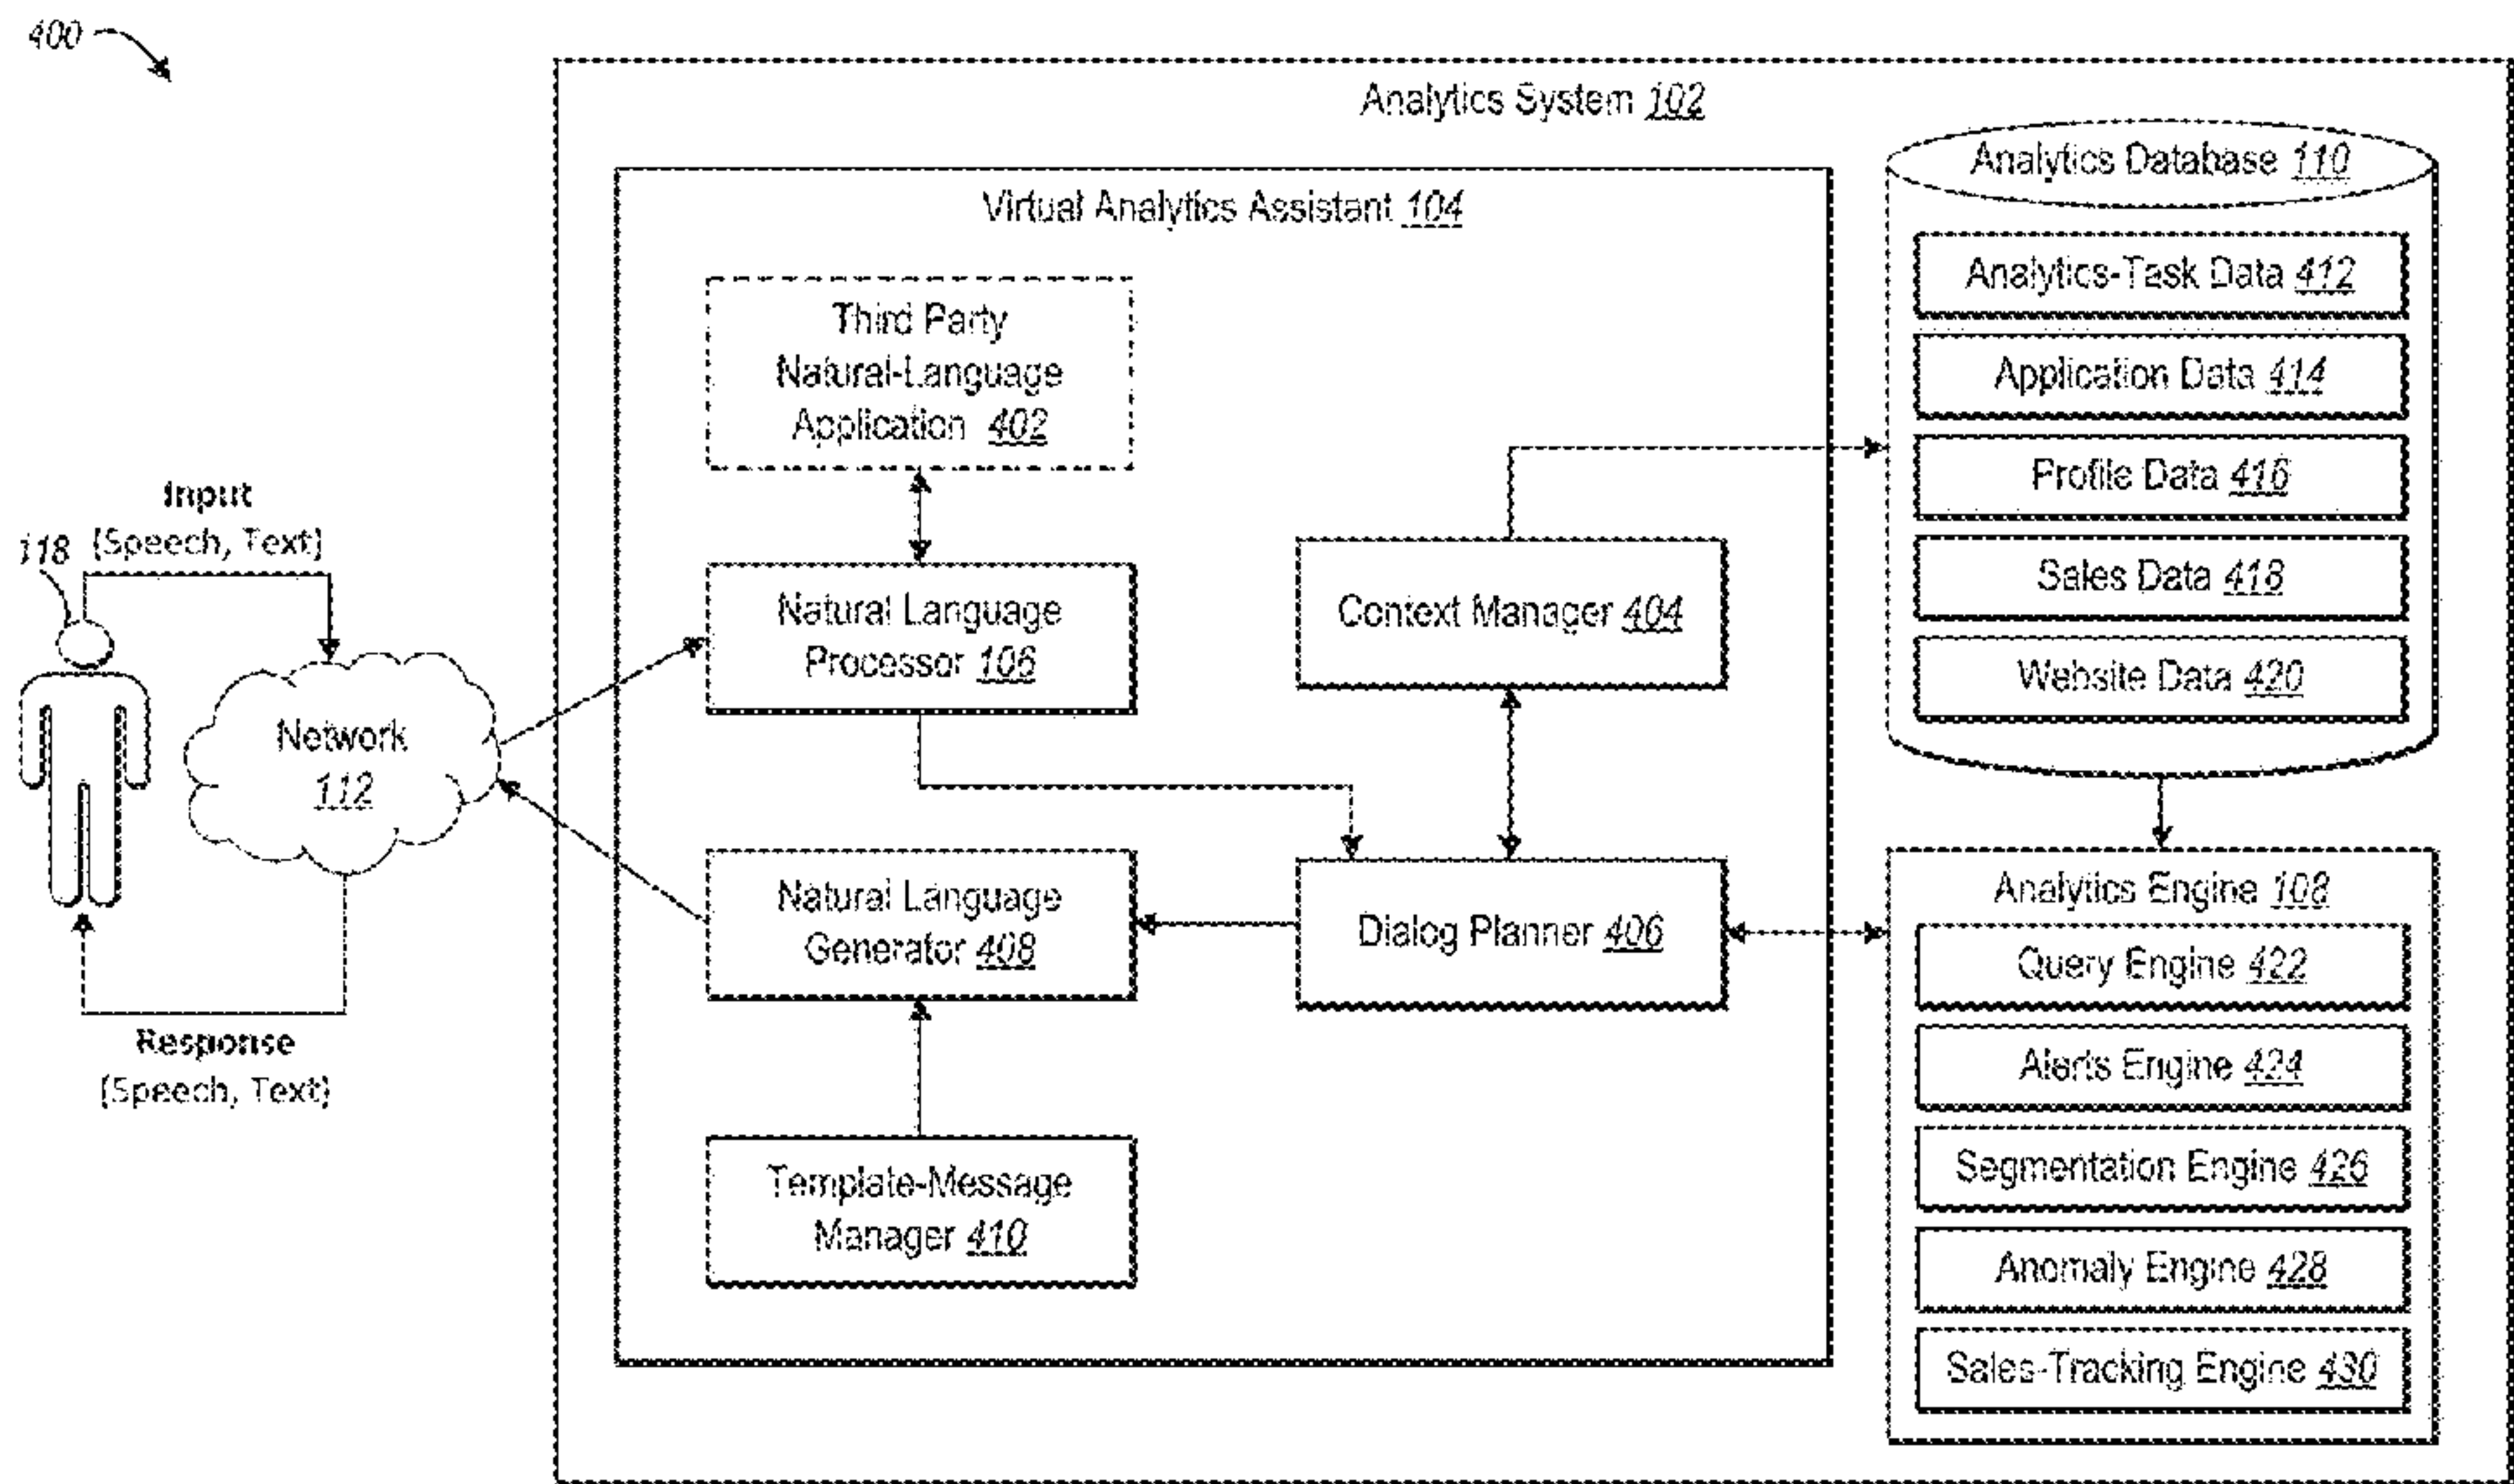 400
Analytics System 102
Virtual Analytics Assistant 104
Third Party
Natural-Language
Application 402
Input
{Speech, Text}
118
Natural Language
Processor 106
Context Manager 404
Network
112
Natural Language
Generator 408
Dialog Planner 406
Response
{Speech, Text}
Template-Message
Manager 410
Analytics Database 110
Analytics-Task Data 412
Application Data 414
Profile Data 416
Sales Data 418
Website Data 420
Analytics Engine 108
Query Engine 422
Alerts Engine 424
Segmentation Engine 426
Anomaly Engine 428
Sales-Tracking Engine 430